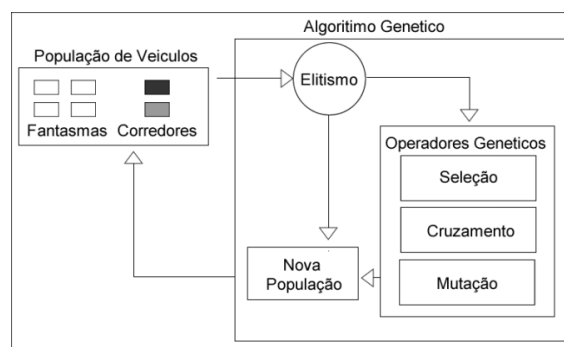 Algoritimo Genetico
População de Veiculos
Fantasmas Corredores
Elitismo
Operadores Geneticos
Seleção
Cruzamento
Mutação
Nova
População